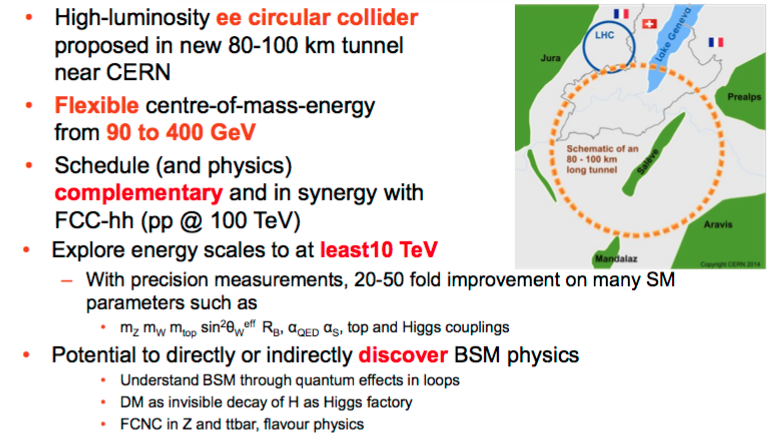 • High-luminosity ee circular collider
proposed in new 80-100 km tunnel
near CERN
• Flexible centre-of-mass-energy
from 90 to 400 GeV
• Schedule (and physics)
complementary and in synergy with
FCC-hh (pp @ 100 TeV)
• Explore energy scales to at least10 TeV
– With precision measurements, 20-50 fold improvement on many SM
parameters such as
• mZ mW mtop sin²θWeff RB, αQED αS, top and Higgs couplings
• Potential to directly or indirectly discover BSM physics
• Understand BSM through quantum effects in loops
• DM as invisible decay of H as Higgs factory
• FCNC in Z and ttbar, flavour physics
LHC
Lake Geneva
Jura
Prealps
Schematic of an
80 - 100 km
long tunnel
Salève
Aravis
Mandalaz
Copyright CERN 2014